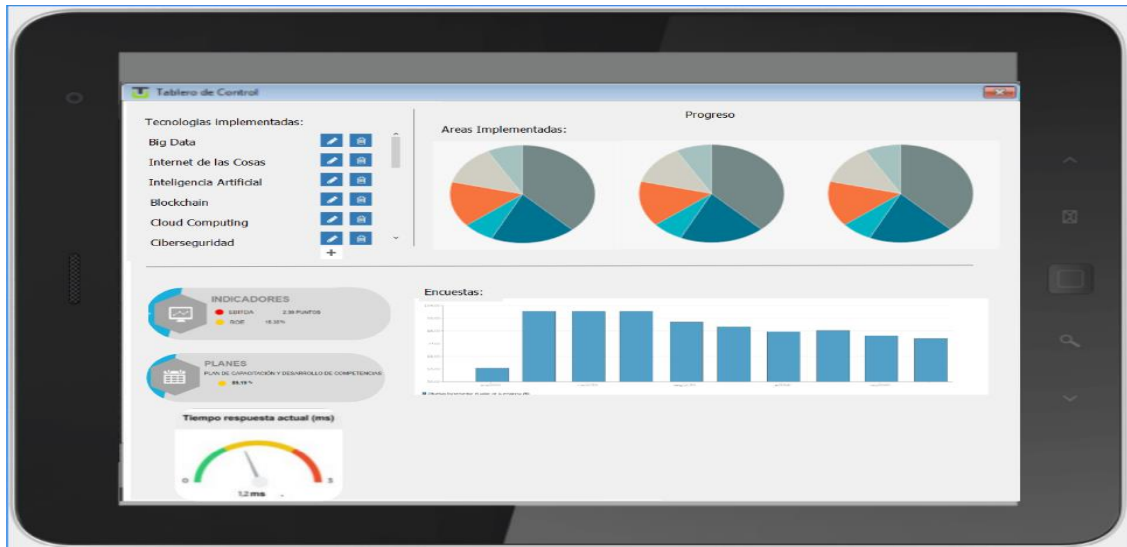 Tablero de Control
Tecnologías implementadas:
Big Data
Internet de las Cosas
Inteligencia Artificial
Blockchain
Cloud Computing
Ciberseguridad
+
Progreso
Areas Implementadas:
INDICADORES
EBITDA
PUNTOS
PLANES
PLAN DE CAPACITACIÓN Y DESARROLLO DE COMPETENCIAS
Encuestas:
Tiempo respuesta actual (ms)
0
3
1.2 ms